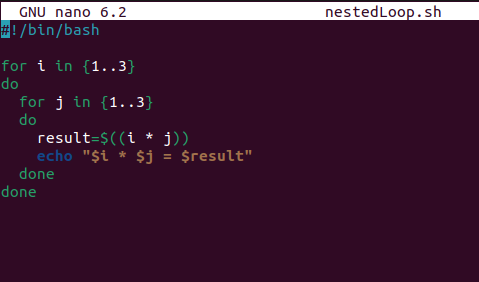 GNU nano 6.2 nestedLoop.sh
#!/bin/bash
for i in {1..3}
do
for j in {1..3}
do
result=$((i * j))
echo "$i * $j = $result"
done
done